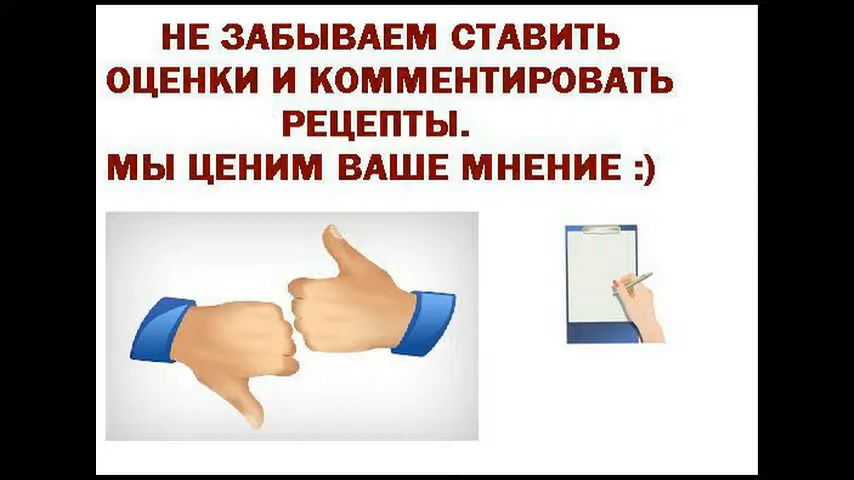 НЕ ЗАБЫВАЕМ СТАВИТЬ
ОЦЕНКИ И КОММЕНТИРОВАТЬ
РЕЦЕПТЫ.
МЫ ЦЕНИМ ВАШЕ МНЕНИЕ :)